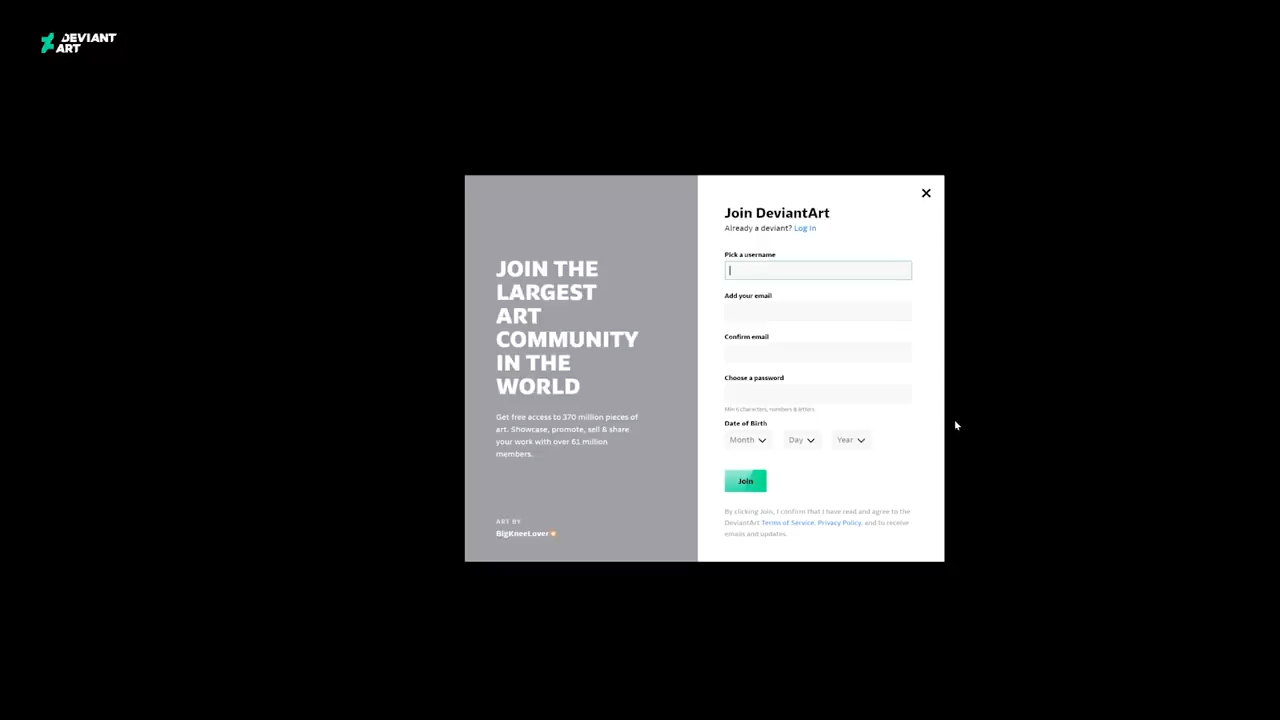 DEVIANT
ART
JOIN THE
LARGEST
ART
COMMUNITY
IN THE
WORLD
Get free access to 370 million pieces of
art. Showcase, promote, sell & share
your work with over 61 million
members.
ART BY
BigKneeLover
Join DeviantArt
Already a deviant? Log In
Pick a username
Add your email
Confirm email
Choose a password
Min 6 characters, numbers & letters
Date of Birth
Month Day Year
Join
By clicking Join, I confirm that I have read and agree to the
DeviantArt Terms of Service, Privacy Policy, and to receive
emails and updates.